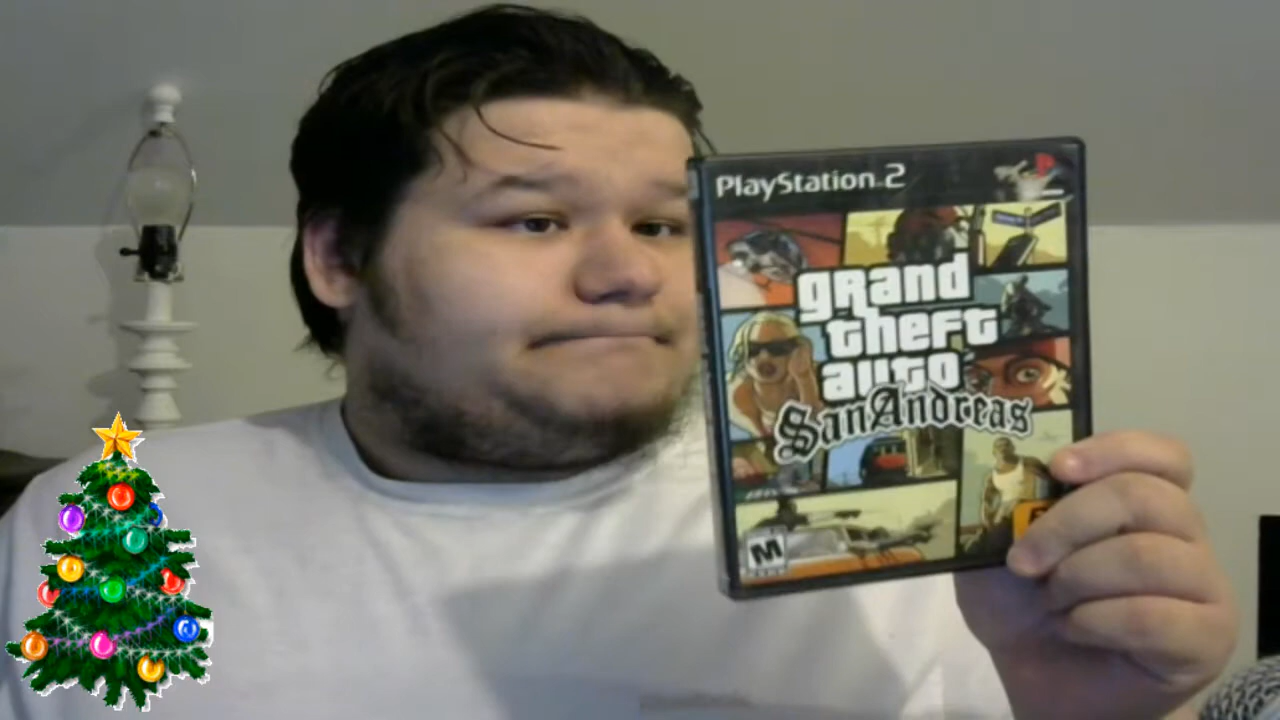 PlayStation 2
grand
theft
auto
San Andreas
M